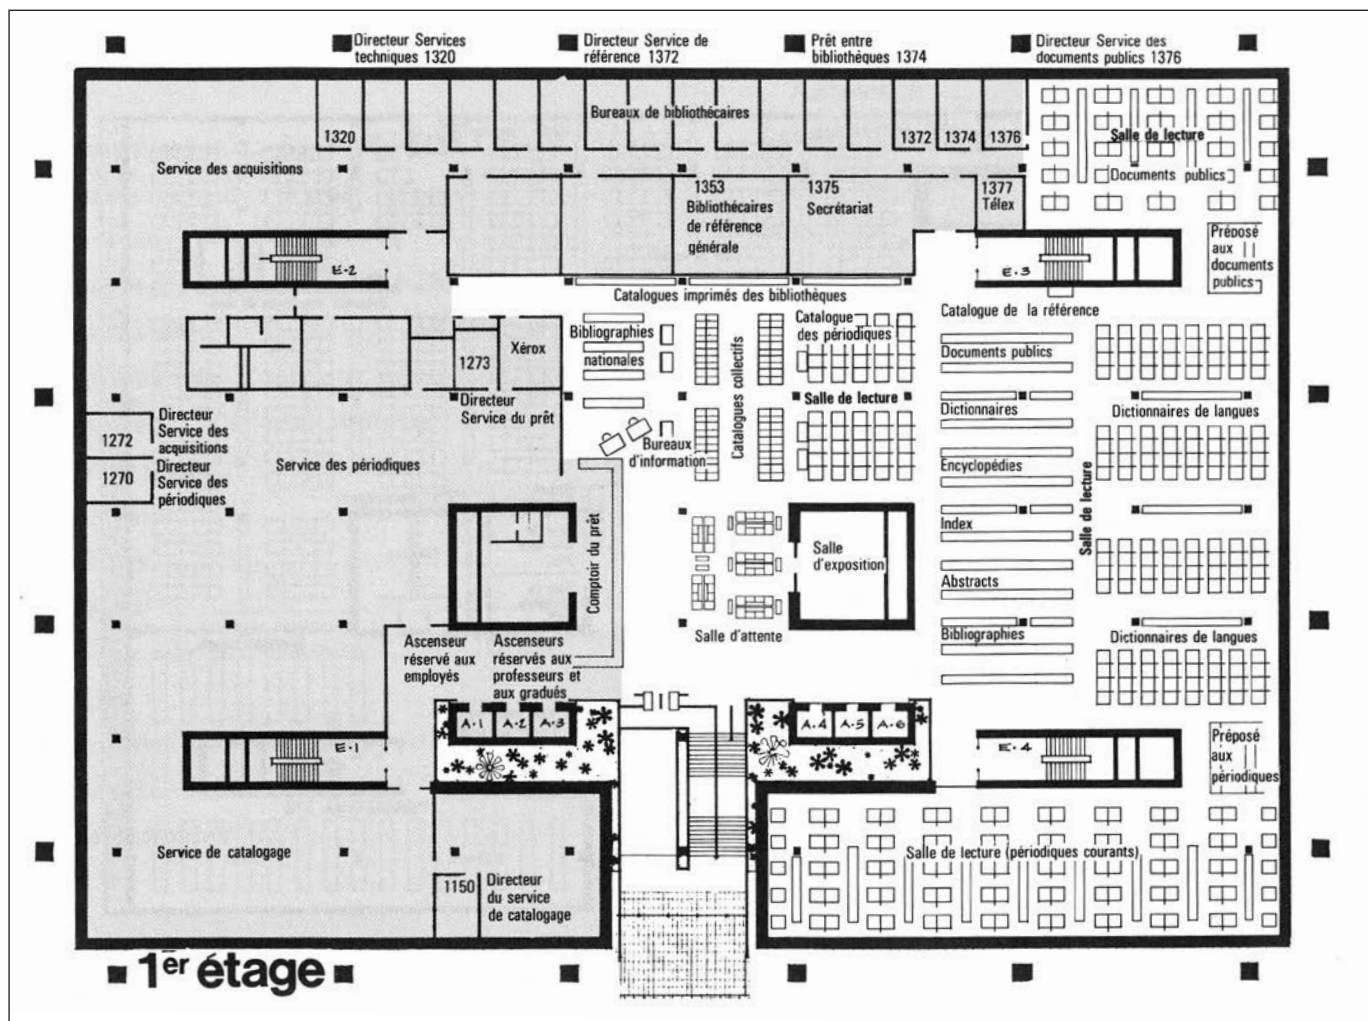 Directeur Services
techniques 1320
Directeur Service de
référence 1372
Prêt entre
bibliothèques 1374
Directeur Service des
documents publics 1376
Bureaux de bibliothécaires
1320
1372
1374
1376
Salle de lecture
Documents publics
Service des acquisitions
1353
Bibliothécaires
de référence
générale
1375
Secrétariat
1377
Télex
Préposé
aux
documents
publics
E-2
E-3
Catalogues imprimés des bibliothèques
Catalogue de la référence
Bibliographies
nationales
Catalogues collectifs
Catalogue
des périodiques
Documents publics
Xérox
1273
Directeur
Service du prêt
Salle de lecture
Dictionnaires
Dictionnaires de langues
1272
Directeur
Service des
acquisitions
1270
Directeur
Service des
périodiques
Service des périodiques
Bureaux
d'information
Encyclopédies
Salle de lecture
Index
Comptoir du prêt
Salle
d'exposition
Abstracts
Salle d'attente
Bibliographies
Dictionnaires de langues
Ascenseur
réservé aux
employés
Ascenseurs
réservés aux
professeurs et
aux gradués
A-1
A-2
A-3
A-4
A-5
A-6
E-1
E-4
Préposé
aux
périodiques
Service de catalogage
Salle de lecture (périodiques courants)
1150
Directeur
du service
de catalogage
1er étage